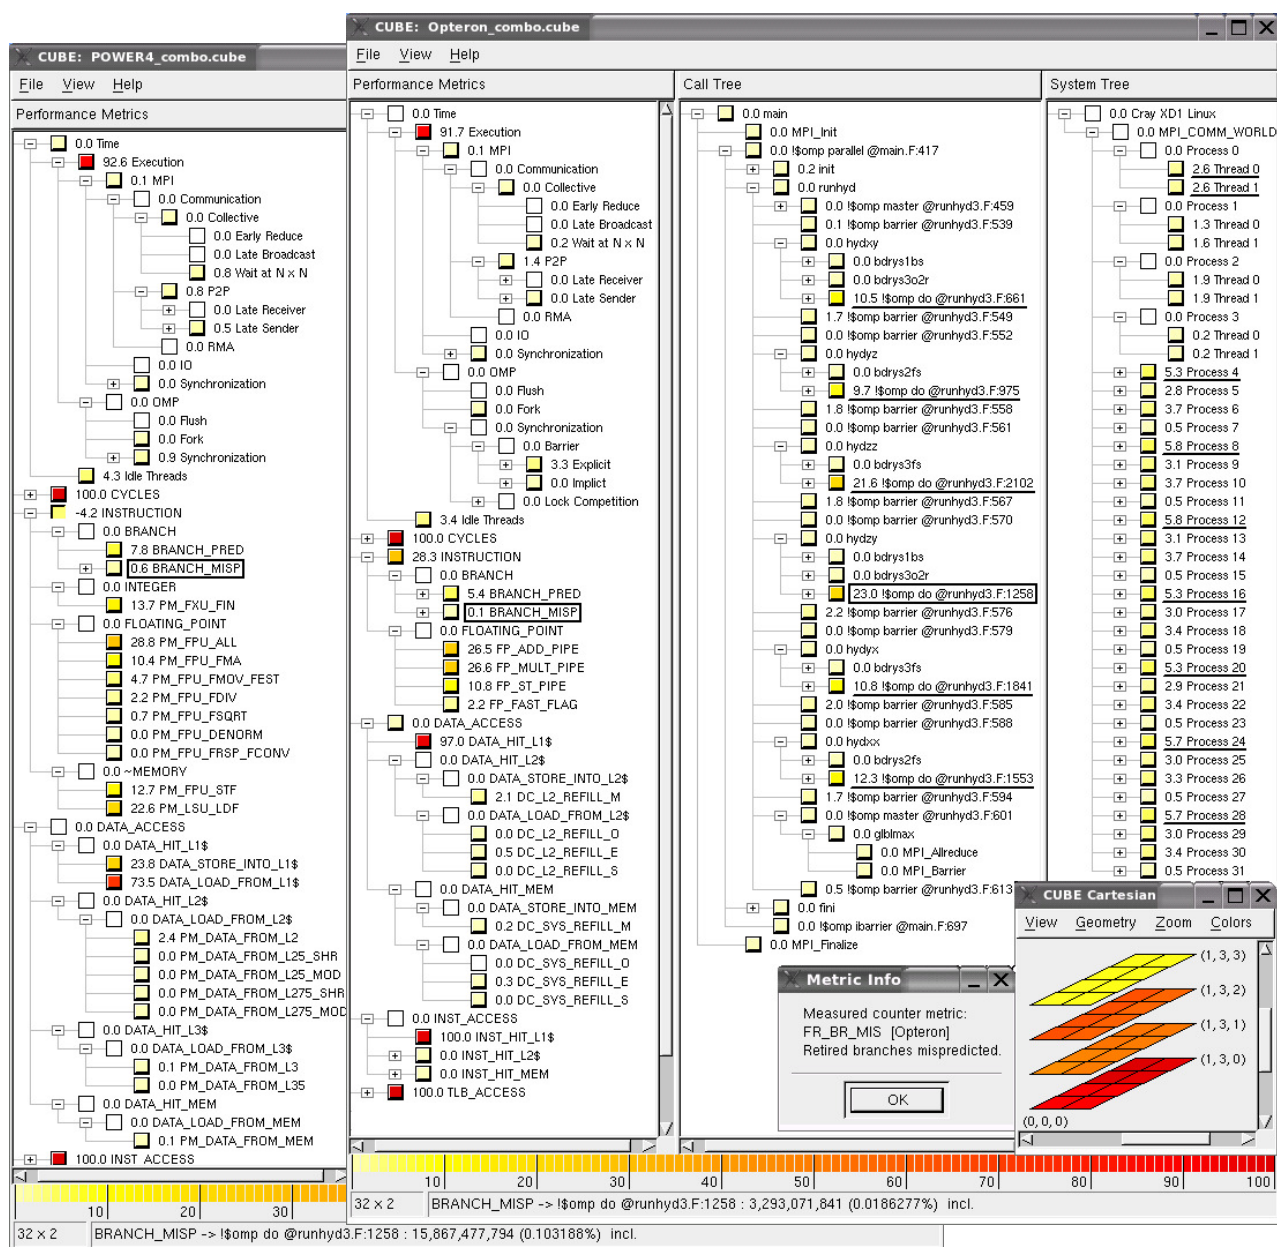 CUBE: POWER4_combo.cube
File View Help
Performance Metrics
0.0 Time
92.6 Execution
0.1 MPI
0.0 Communication
0.0 Collective
0.0 Early Reduce
0.0 Late Broadcast
0.8 Wait at N x N
0.8 P2P
0.0 Late Receiver
0.5 Late Sender
0.0 RMA
0.0 IO
0.0 Synchronization
0.0 OMP
0.0 Flush
0.0 Fork
0.9 Synchronization
4.3 Idle Threads
100.0 CYCLES
-4.2 INSTRUCTION
0.0 BRANCH
7.8 BRANCH_PRED
0.6 BRANCH_MISP
0.0 INTEGER
13.7 PM_FXU_FIN
0.0 FLOATING_POINT
28.8 PM_FPU_ALL
10.4 PM_FPU_FMA
4.7 PM_FPU_FMOV_FEST
2.2 PM_FPU_FDIV
0.7 PM_FPU_FSQRT
0.0 PM_FPU_DENORM
0.0 PM_FPU_FRSP_FCONV
0.0 ~MEMORY
12.7 PM_FPU_STF
22.6 PM_LSU_LDF
0.0 DATA_ACCESS
0.0 DATA_HIT_L1$
23.8 DATA_STORE_INTO_L1$
73.5 DATA_LOAD_FROM_L1$
0.0 DATA_HIT_L2$
0.0 DATA_LOAD_FROM_L2$
2.4 PM_DATA_FROM_L2
0.0 PM_DATA_FROM_L25_SHR
0.0 PM_DATA_FROM_L25_MOD
0.0 PM_DATA_FROM_L275_SHR
0.0 PM_DATA_FROM_L275_MOD
0.0 DATA_HIT_L3$
0.0 DATA_LOAD_FROM_L3$
0.1 PM_DATA_FROM_L3
0.0 PM_DATA_FROM_L35
0.0 DATA_HIT_MEM
0.0 DATA_LOAD_FROM_MEM
0.1 PM_DATA_FROM_MEM
100.0 INST ACCESS
10 20 30
32 x 2 BRANCH_MISP -> !$omp do @runhyd3.F:1258 : 15,867,477,794 (0.103188%) incl.
CUBE: Opteron_combo.cube
File View Help
Performance Metrics
0.0 Time
91.7 Execution
0.1 MPI
0.0 Communication
0.0 Collective
0.0 Early Reduce
0.0 Late Broadcast
0.2 Wait at N x N
1.4 P2P
0.0 Late Receiver
0.0 Late Sender
0.0 RMA
0.0 IO
0.0 Synchronization
0.0 OMP
0.0 Flush
0.0 Fork
0.0 Synchronization
0.0 Barrier
3.3 Explicit
0.0 Implict
0.0 Lock Competition
3.4 Idle Threads
100.0 CYCLES
28.3 INSTRUCTION
0.0 BRANCH
5.4 BRANCH_PRED
0.1 BRANCH_MISP
0.0 FLOATING_POINT
26.5 FP_ADD_PIPE
26.6 FP_MULT_PIPE
10.8 FP_ST_PIPE
2.2 FP_FAST_FLAG
0.0 DATA_ACCESS
97.0 DATA_HIT_L1$
0.0 DATA_HIT_L2$
0.0 DATA_STORE_INTO_L2$
2.1 DC_L2_REFILL_M
0.0 DATA_LOAD_FROM_L2$
0.0 DC_L2_REFILL_O
0.5 DC_L2_REFILL_E
0.0 DC_L2_REFILL_S
0.0 DATA_HIT_MEM
0.0 DATA_STORE_INTO_MEM
0.2 DC_SYS_REFILL_M
0.0 DATA_LOAD_FROM_MEM
0.0 DC_SYS_REFILL_O
0.3 DC_SYS_REFILL_E
0.0 DC_SYS_REFILL_S
0.0 INST_ACCESS
100.0 INST_HIT_L1$
0.0 INST_HIT_L2$
0.0 INST_HIT_MEM
100.0 TLB_ACCESS
Call Tree
0.0 main
0.0 MPI_Init
0.0 !$omp parallel @main.F:417
0.2 init
0.0 runhyd
0.0 !$omp master @runhyd3.F:459
0.1 !$omp barrier @runhyd3.F:539
0.0 hydxy
0.0 bdrys1bs
0.0 bdrys3o2r
10.5 !$omp do @runhyd3.F:661
1.7 !$omp barrier @runhyd3.F:549
0.0 !$omp barrier @runhyd3.F:552
0.0 hydyz
0.0 bdrys2fs
9.7 !$omp do @runhyd3.F:975
1.8 !$omp barrier @runhyd3.F:558
0.0 !$omp barrier @runhyd3.F:561
0.0 hydzz
0.0 bdrys3fs
21.6 !$omp do @runhyd3.F:2102
1.8 !$omp barrier @runhyd3.F:567
0.0 !$omp barrier @runhyd3.F:570
0.0 hydzy
0.0 bdrys1bs
0.0 bdrys3o2r
23.0 !$omp do @runhyd3.F:1258
2.2 !$omp barrier @runhyd3.F:576
0.0 !$omp barrier @runhyd3.F:579
0.0 hydyx
0.0 bdrys3fs
10.8 !$omp do @runhyd3.F:1841
2.0 !$omp barrier @runhyd3.F:585
0.0 !$omp barrier @runhyd3.F:588
0.0 hydxx
0.0 bdrys2fs
12.3 !$omp do @runhyd3.F:1553
1.7 !$omp barrier @runhyd3.F:594
0.0 !$omp master @runhyd3.F:601
0.0 glblmax
0.0 MPI_Allreduce
0.0 MPI_Barrier
0.5 !$omp barrier @runhyd3.F:613
0.0 fini
0.0 !$omp ibarrier @main.F:697
0.0 MPI_Finalize
System Tree
0.0 Cray XD1 Linux
0.0 MPI_COMM_WORLD
0.0 Process 0
2.6 Thread 0
2.6 Thread 1
0.0 Process 1
1.3 Thread 0
1.6 Thread 1
0.0 Process 2
1.9 Thread 0
1.9 Thread 1
0.0 Process 3
0.2 Thread 0
0.2 Thread 1
5.3 Process 4
2.8 Process 5
3.7 Process 6
0.5 Process 7
5.8 Process 8
3.1 Process 9
3.7 Process 10
0.5 Process 11
5.8 Process 12
3.1 Process 13
3.7 Process 14
0.5 Process 15
5.3 Process 16
3.0 Process 17
3.4 Process 18
0.5 Process 19
5.3 Process 20
2.9 Process 21
3.4 Process 22
0.5 Process 23
5.7 Process 24
3.0 Process 25
3.3 Process 26
0.5 Process 27
5.7 Process 28
3.0 Process 29
3.4 Process 30
0.5 Process 31
Metric Info
Measured counter metric:
FR_BR_MIS [Opteron]
Retired branches mispredicted.
OK
CUBE Cartesian
View Geometry Zoom Colors
(1, 3, 3)
(1, 3, 2)
(1, 3, 1)
(1, 3, 0)
(0, 0, 0)
10 20 30 40 50 60 70 80 90 100
32 x 2 BRANCH_MISP -> !$omp do @runhyd3.F:1258 : 3,293,071,841 (0.0186277%) incl.